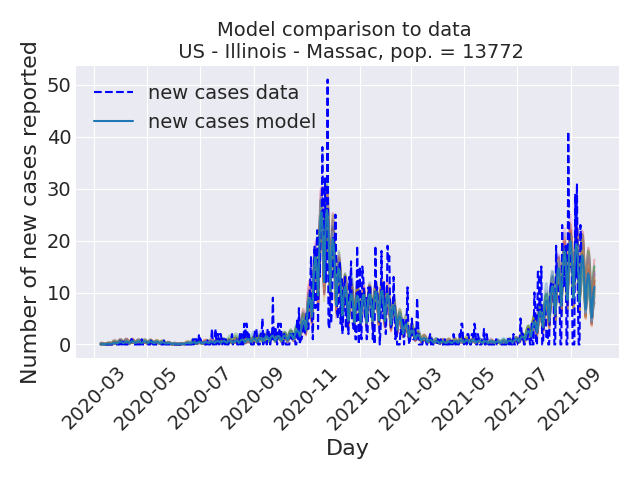 Model comparison to data
US - Illinois - Massac, pop. = 13772
Number of new cases reported
50
40
30
20
10
0
new cases data
new cases model
2020-03
2020-05
2020-07
2020-09
2020-11
2021-01
2021-03
2021-05
2021-07
2021-09
Day